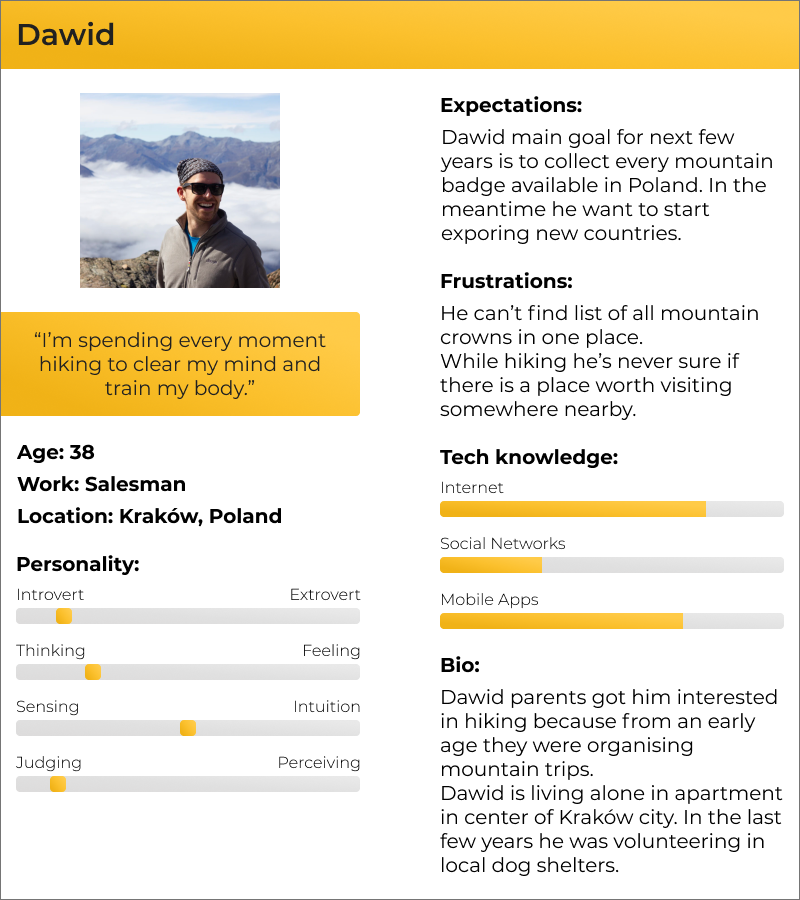 Dawid
“I’m spending every moment
hiking to clear my mind and
train my body.”
Age: 38
Work: Salesman
Location: Kraków, Poland
Personality:
Introvert Extrovert
Thinking Feeling
Sensing Intuition
Judging Perceiving
Expectations:
Dawid main goal for next few
years is to collect every mountain
badge available in Poland. In the
meantime he want to start
exporing new countries.
Frustrations:
He can’t find list of all mountain
crowns in one place.
While hiking he’s never sure if
there is a place worth visiting
somewhere nearby.
Tech knowledge:
Internet
Social Networks
Mobile Apps
Bio:
Dawid parents got him interested
in hiking because from an early
age they were organising
mountain trips.
Dawid is living alone in apartment
in center of Kraków city. In the last
few years he was volunteering in
local dog shelters.